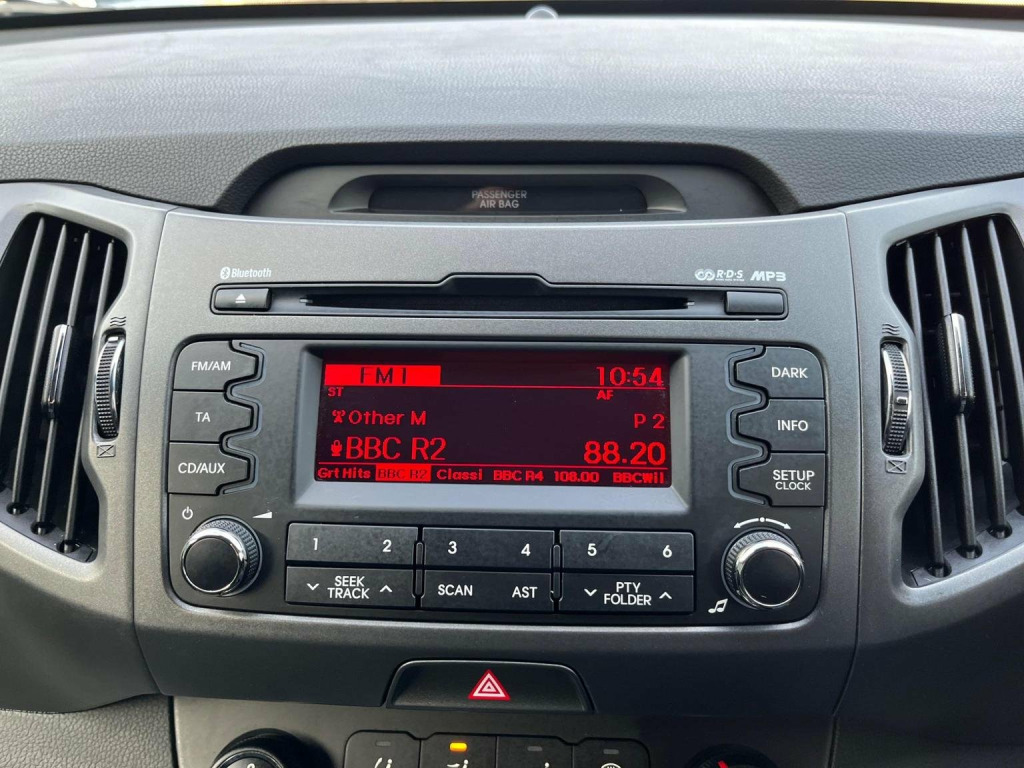 PASSENGER
AIR BAG
Bluetooth
R·D·S MP3
FM/AM
TA
CD/AUX
FM1 10:54
ST AF
Other M P 2
BBC R2 88.20
Grt Hits BBC R2 Classi BBC R4 108.00 BBCWil
DARK
INFO
SETUP
CLOCK
1 2 3 4 5 6
SEEK
TRACK
SCAN AST
PTY
FOLDER